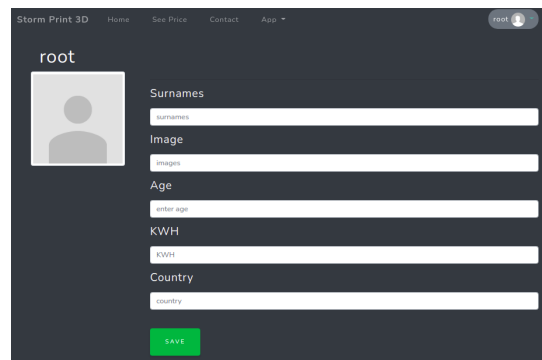 Storm Print 3D Home See Price Contact App root
root
Surnames
surnames
Image
images
Age
enter age
KWH
KWH
Country
country
SAVE